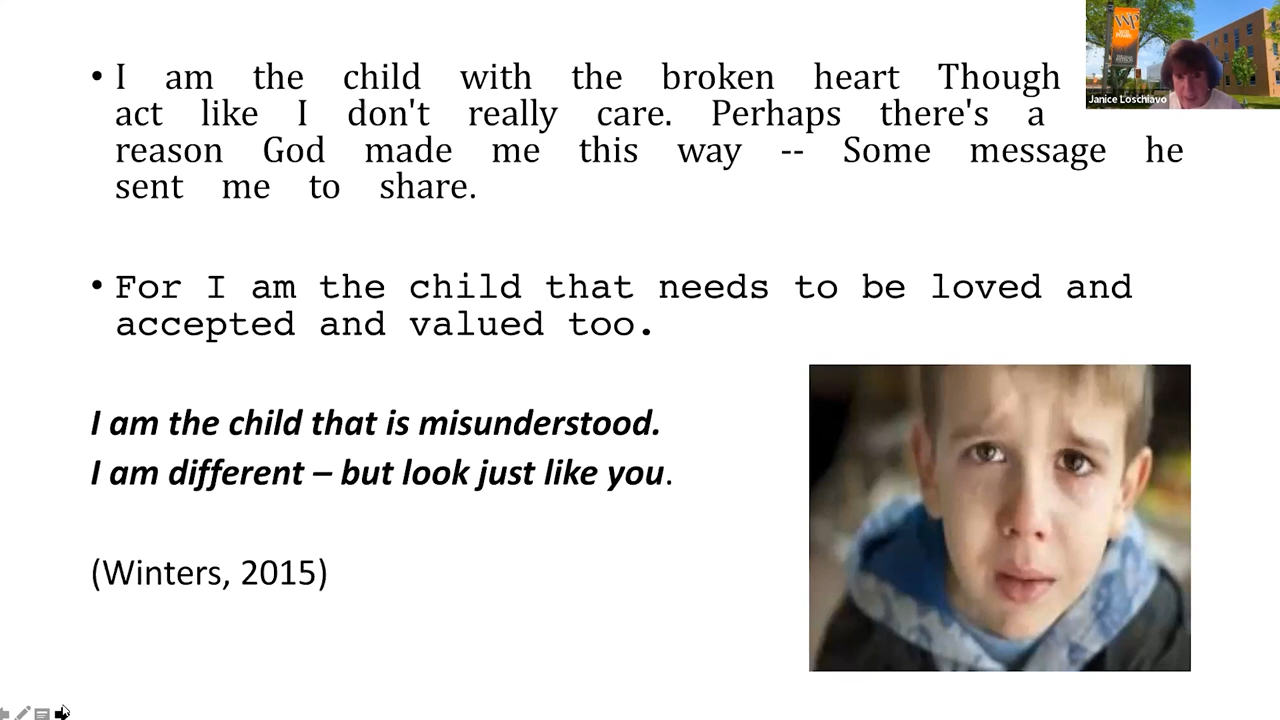 • I am the child with the broken heart Though
act like I don't really care. Perhaps there's a
reason God made me this way -- Some message he
sent me to share.
• For I am the child that needs to be loved and
accepted and valued too.
I am the child that is misunderstood.
I am different – but look just like you.
(Winters, 2015)
WP
Janice Loschiavo